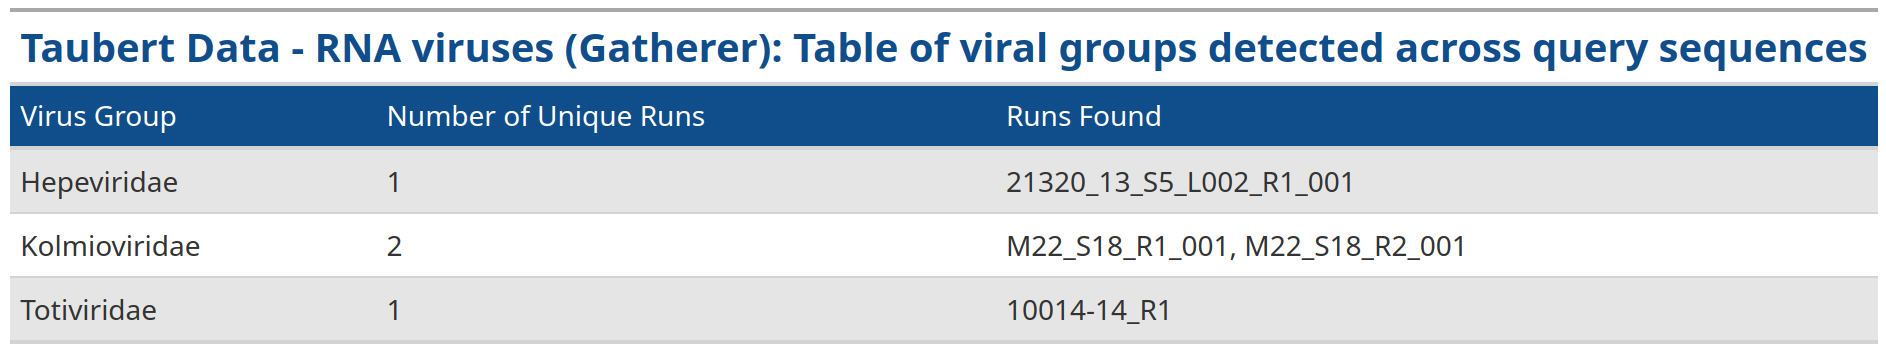 Taubert Data - RNA viruses (Gatherer): Table of viral groups detected across query sequences
Virus Group Number of Unique Runs Runs Found
Hepeviridae 1 21320_13_S5_L002_R1_001
Kolmioviridae 2 M22_S18_R1_001, M22_S18_R2_001
Totiviridae 1 10014-14_R1